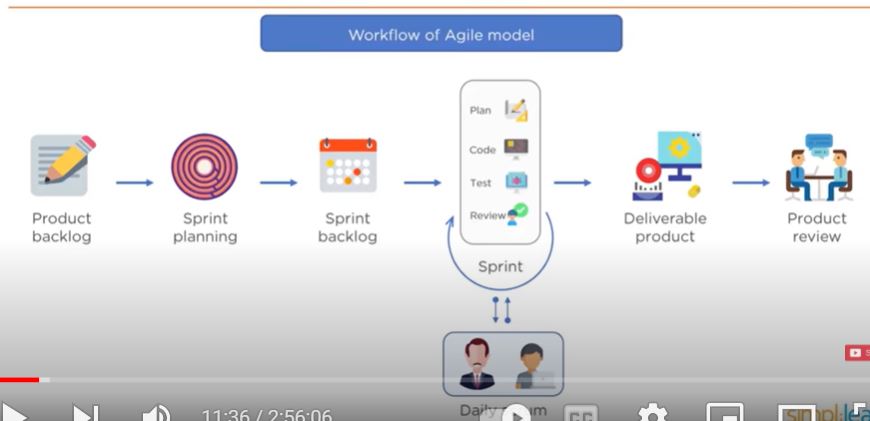 Workflow of Agile model
Plan
Code
Test
Review
Product
backlog
Sprint
planning
Sprint
backlog
Sprint
Deliverable
product
Product
review
Daily
11:36 / 2:56:06
CC